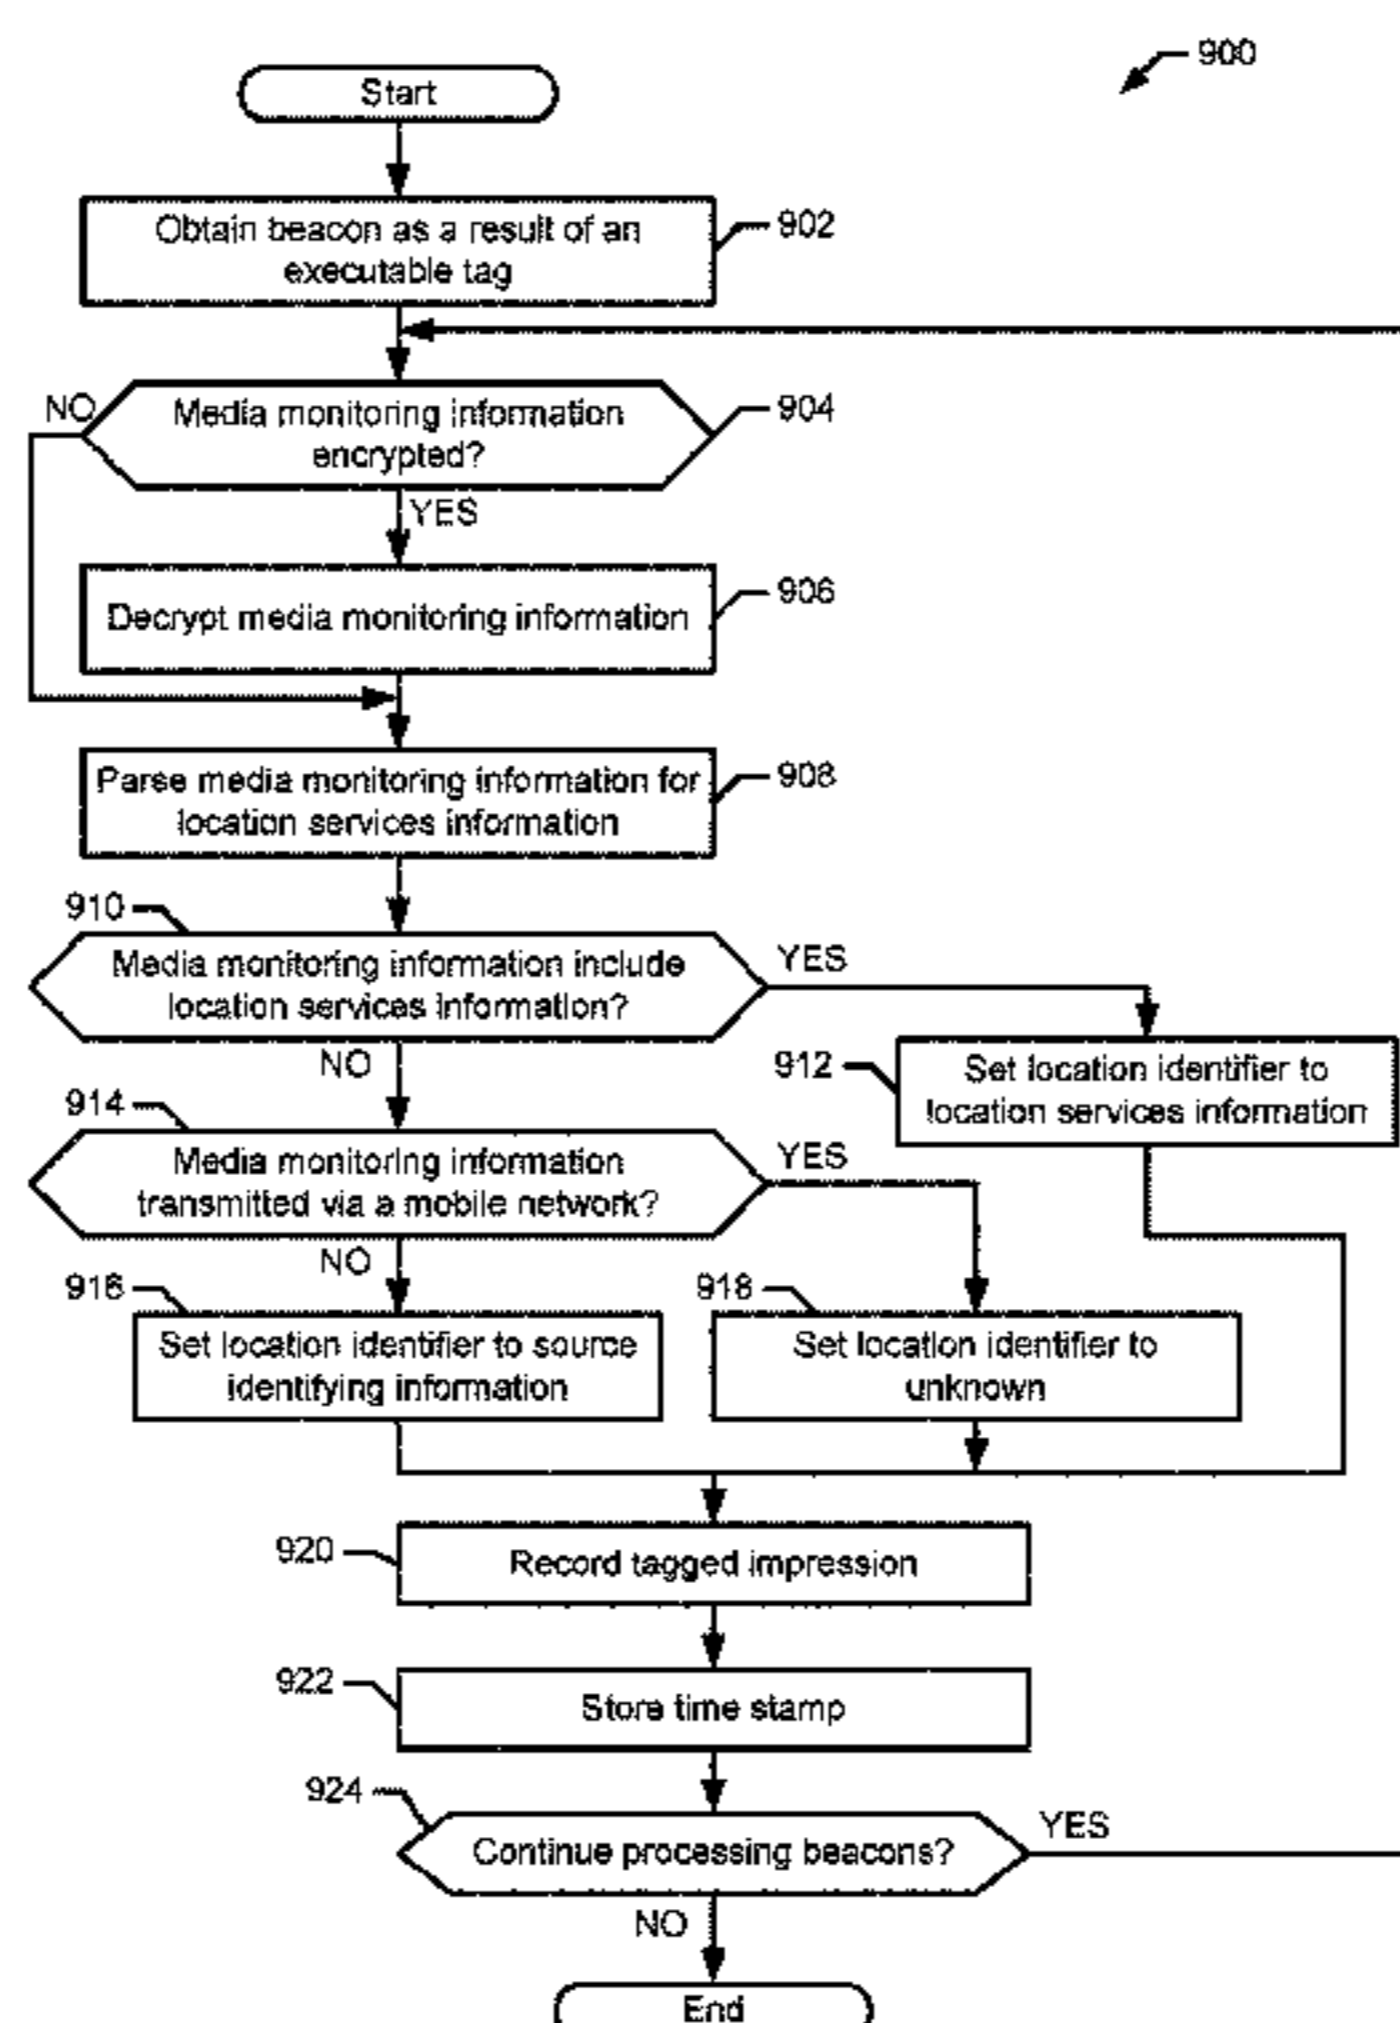 900
Start
Obtain beacon as a result of an
executable tag
902
NO
Media monitoring information
encrypted?
904
YES
Decrypt media monitoring information
906
Parse media monitoring information for
location services information
908
910
Media monitoring information include
location services information?
YES
NO
912
Set location identifier to
location services information
914
Media monitoring information
transmitted via a mobile network?
YES
NO
916
Set location identifier to source
identifying information
918
Set location identifier to
unknown
920
Record tagged impression
922
Store time stamp
924
Continue processing beacons?
YES
NO
End